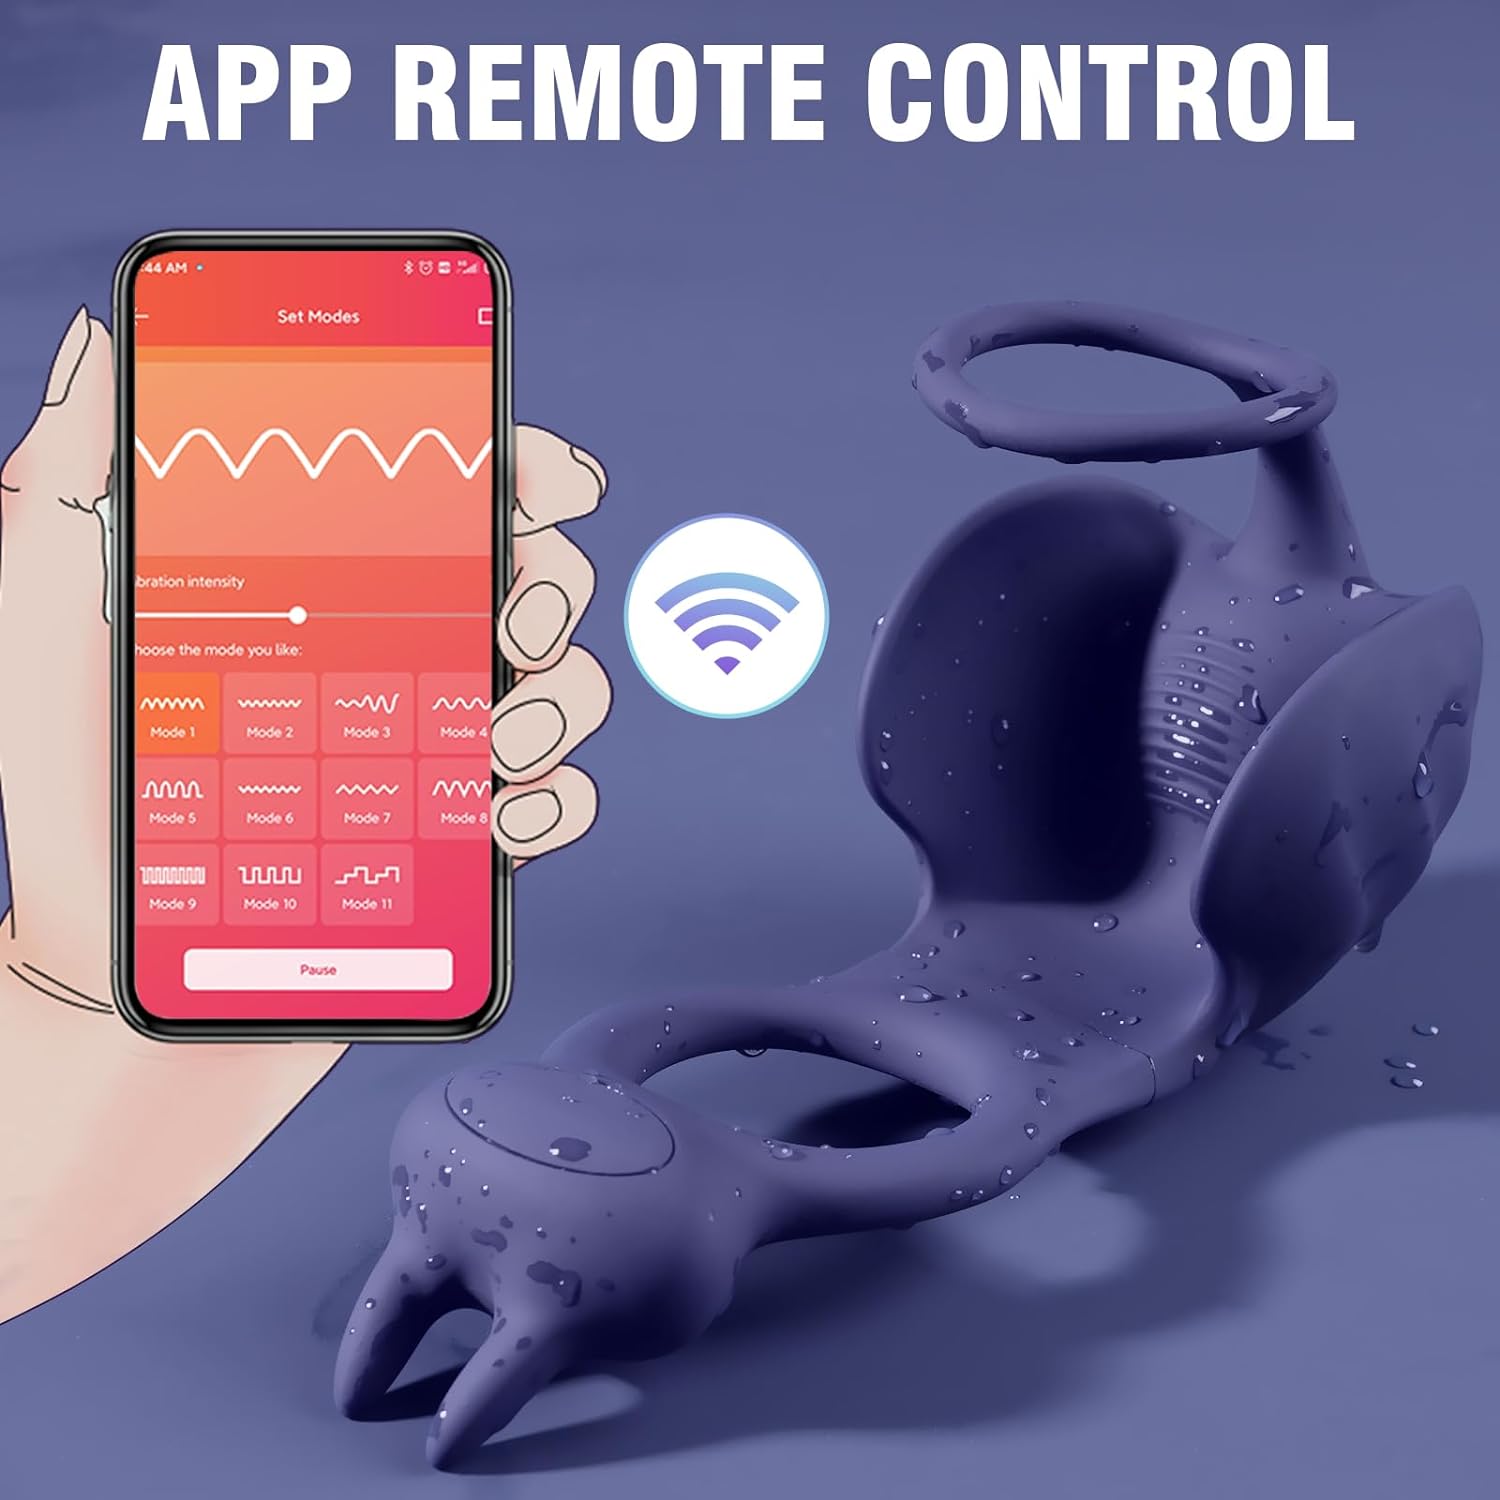 APP REMOTE CONTROL
:44 AM
Set Modes
bration intensity
hoose the mode you like:
Mode 1 Mode 2 Mode 3 Mode 4
Mode 5 Mode 6 Mode 7 Mode 8
Mode 9 Mode 10 Mode 11
Pause